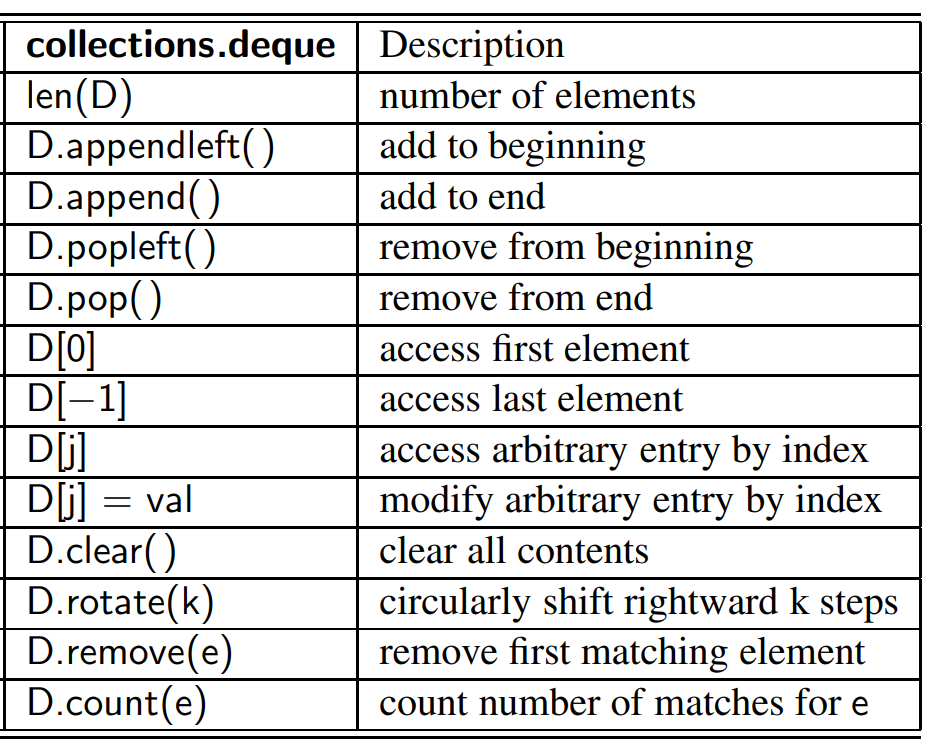 collections.deque Description
len(D) number of elements
D.appendleft( ) add to beginning
D.append( ) add to end
D.popleft( ) remove from beginning
D.pop( ) remove from end
D[0] access first element
D[−1] access last element
D[j] access arbitrary entry by index
D[j] = val modify arbitrary entry by index
D.clear( ) clear all contents
D.rotate(k) circularly shift rightward k steps
D.remove(e) remove first matching element
D.count(e) count number of matches for e